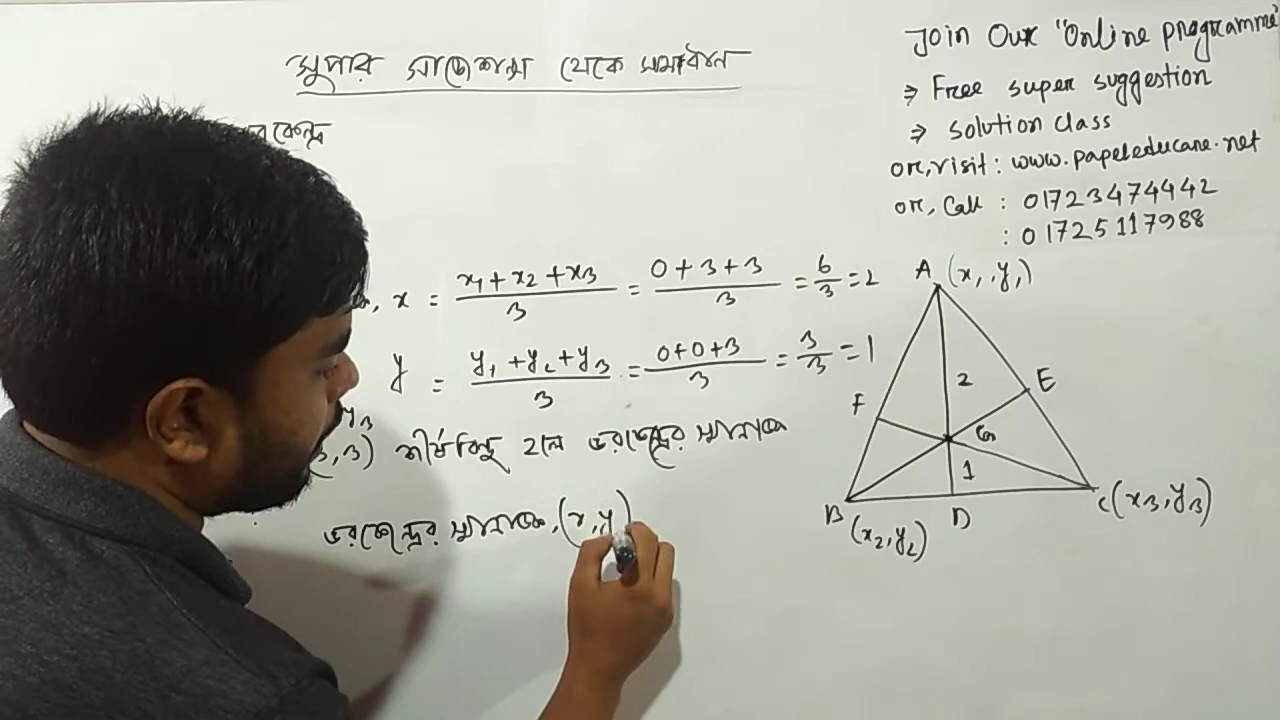 সুপার সাজেশন্স থেকে সমাধান
Join Our "Online programme"
⇒ Free super suggestion
⇒ solution class
or, visit: www.papeleducare.net
or, Call : 01723474442
: 01725117988
x = (x₁+x₂+x₃)/3 = (0+3+3)/3 = 6/3 = 2
y = (y₁+y₂+y₃)/3 = (0+0+3)/3 = 3/3 = 1
y₃
3) শীর্ষবিন্দু হলে ভরকেন্দ্রের স্থানাঙ্ক
ভরকেন্দ্রের স্থানাঙ্ক, (x,y)
A (x₁,y₁)
2
F
E
G
1
B
D
C(x₃,y₃)
(x₂,y₂)